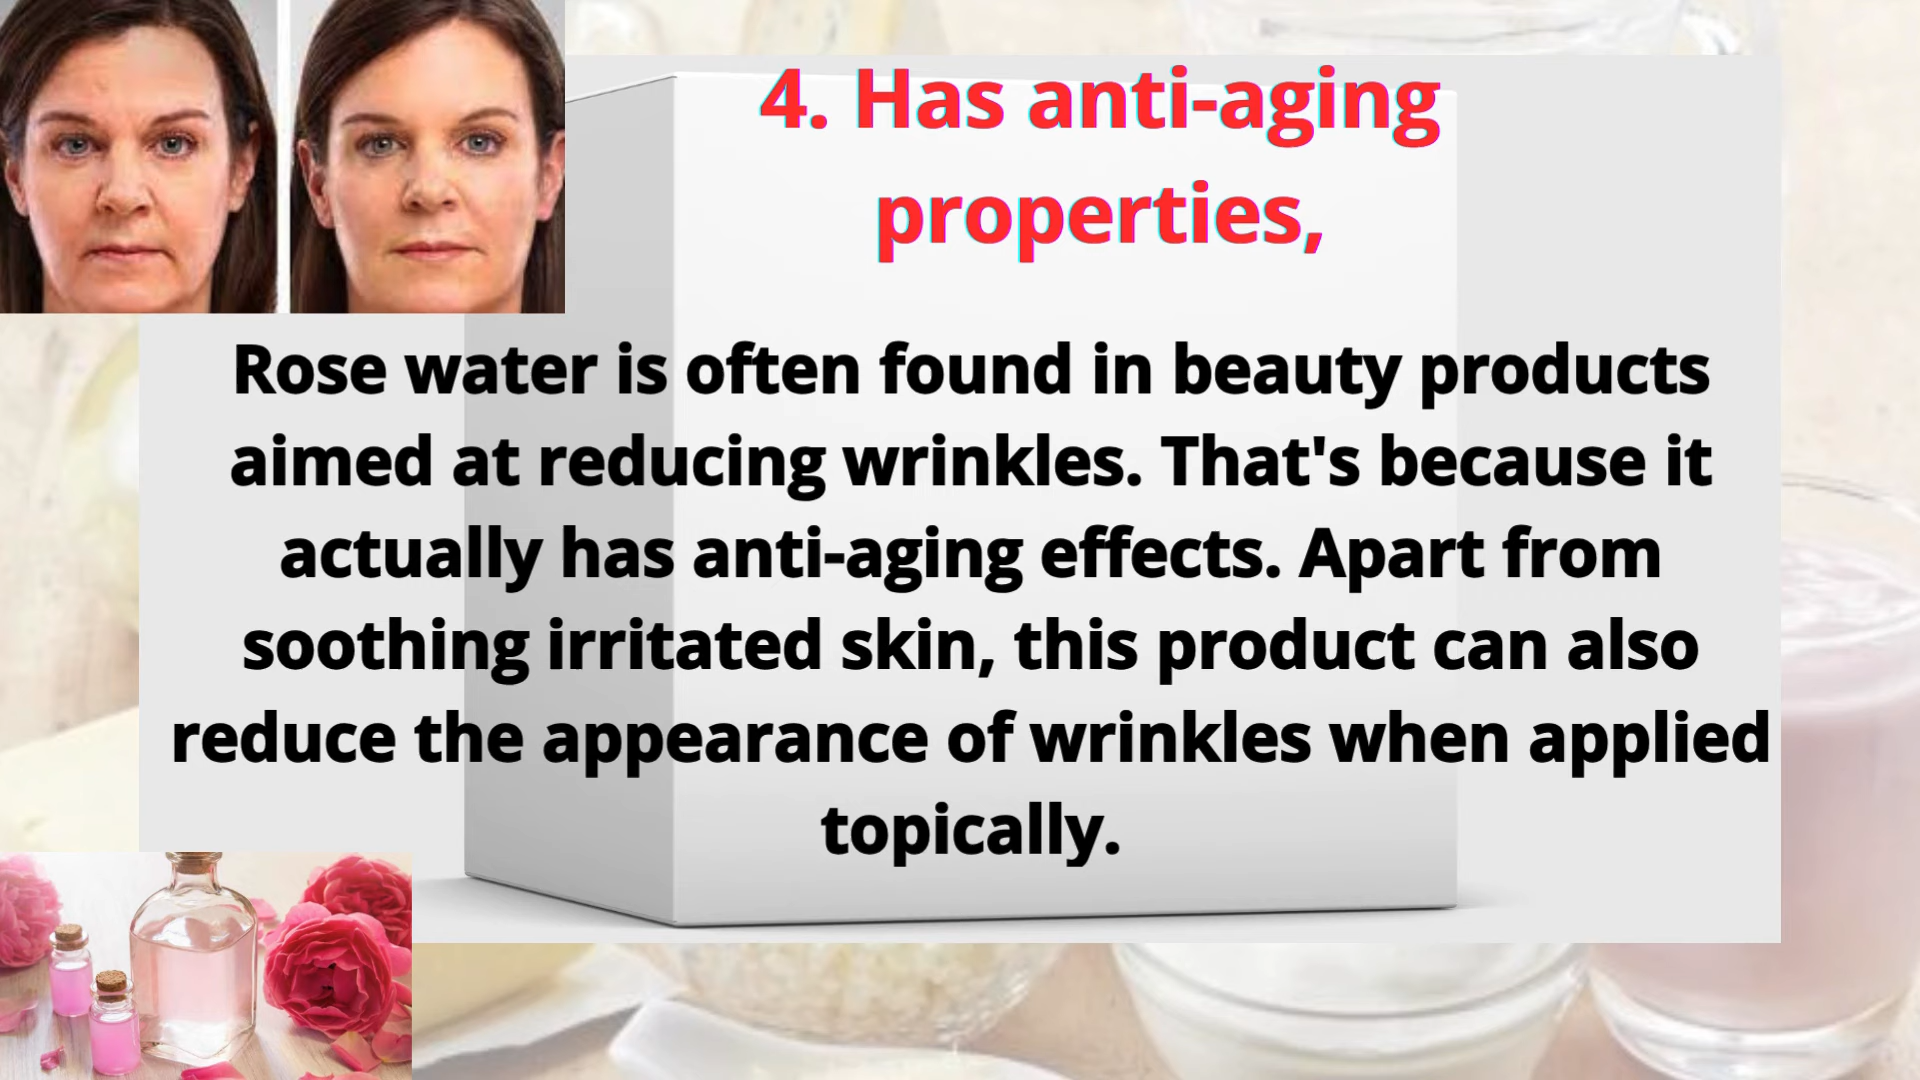 4. Has anti-aging
properties,
Rose water is often found in beauty products
aimed at reducing wrinkles. That's because it
actually has anti-aging effects. Apart from
soothing irritated skin, this product can also
reduce the appearance of wrinkles when applied
topically.